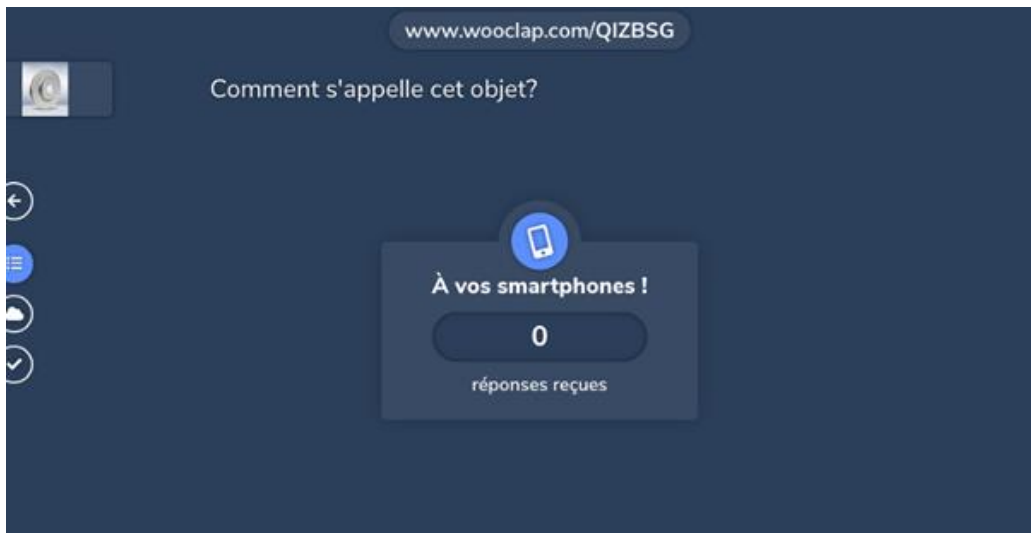 www.wooclap.com/QIZBSG
Comment s'appelle cet objet?
À vos smartphones !
0
réponses reçues